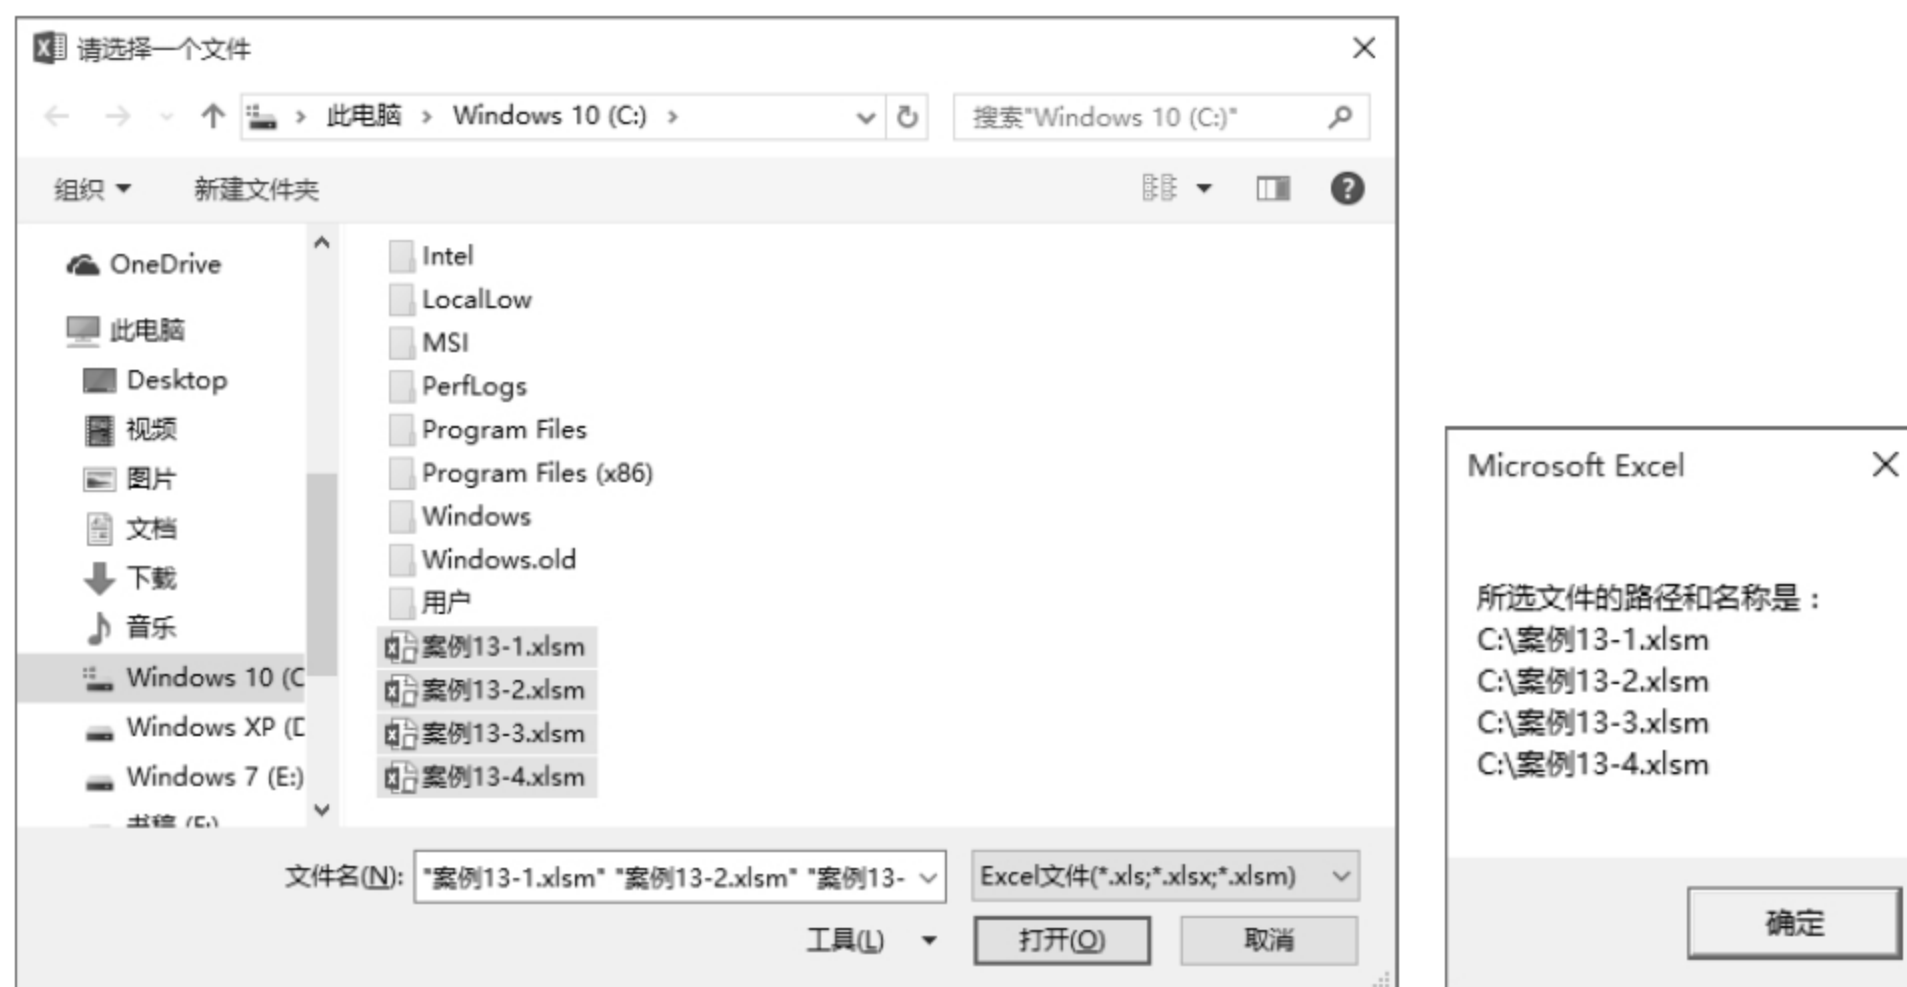 请选择一个文件
此电脑 > Windows 10 (C:) >
搜索"Windows 10 (C:)"
组织
新建文件夹
OneDrive
此电脑
Desktop
视频
图片
文档
下载
音乐
Windows 10 (C
Windows XP (D
Windows 7 (E:)
书稿 (F:)
Intel
LocalLow
MSI
PerfLogs
Program Files
Program Files (x86)
Windows
Windows.old
用户
案例13-1.xlsm
案例13-2.xlsm
案例13-3.xlsm
案例13-4.xlsm
文件名(N): "案例13-1.xlsm" "案例13-2.xlsm" "案例13-
Excel文件(*.xls;*.xlsx;*.xlsm)
工具(L)
打开(O)
取消
Microsoft Excel
所选文件的路径和名称是：
C:\案例13-1.xlsm
C:\案例13-2.xlsm
C:\案例13-3.xlsm
C:\案例13-4.xlsm
确定